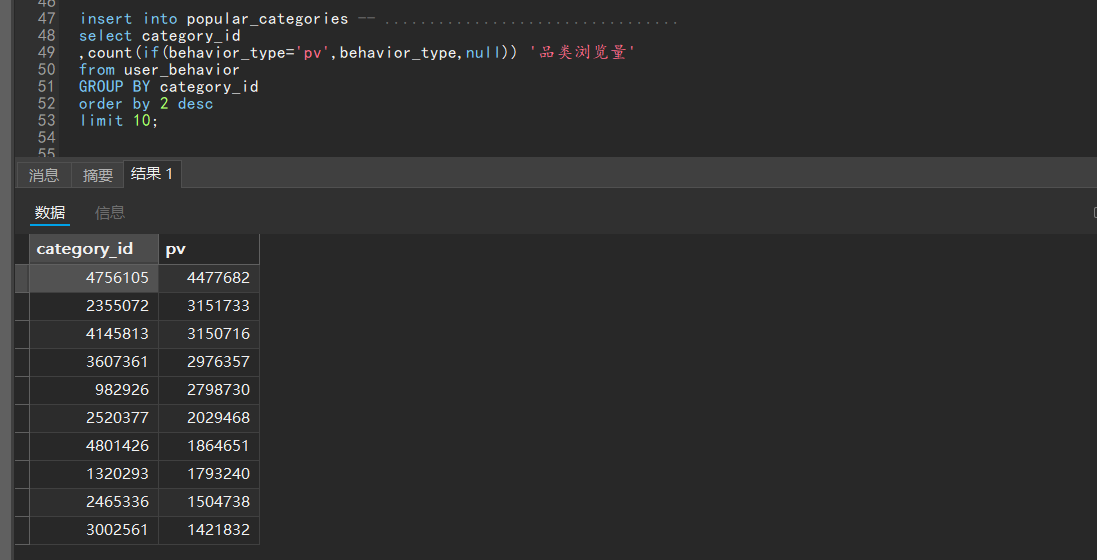 46
47 insert into popular_categories -- ................................
48 select category_id
49 ,count(if(behavior_type='pv',behavior_type,null)) '品类浏览量'
50 from user_behavior
51 GROUP BY category_id
52 order by 2 desc
53 limit 10;
54
55
消息 摘要 结果 1
数据 信息
category_id pv
4756105 4477682
2355072 3151733
4145813 3150716
3607361 2976357
982926 2798730
2520377 2029468
4801426 1864651
1320293 1793240
2465336 1504738
3002561 1421832